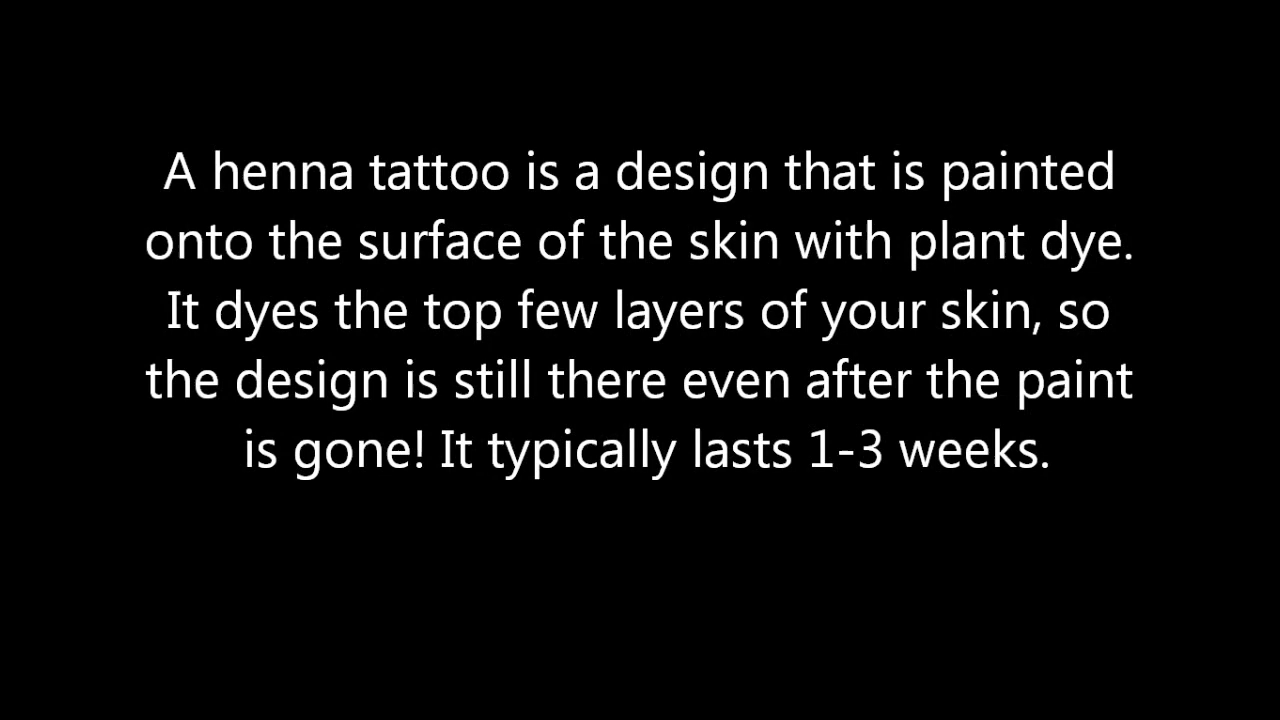 A henna tattoo is a design that is painted
onto the surface of the skin with plant dye.
It dyes the top few layers of your skin, so
the design is still there even after the paint
is gone! It typically lasts 1-3 weeks.